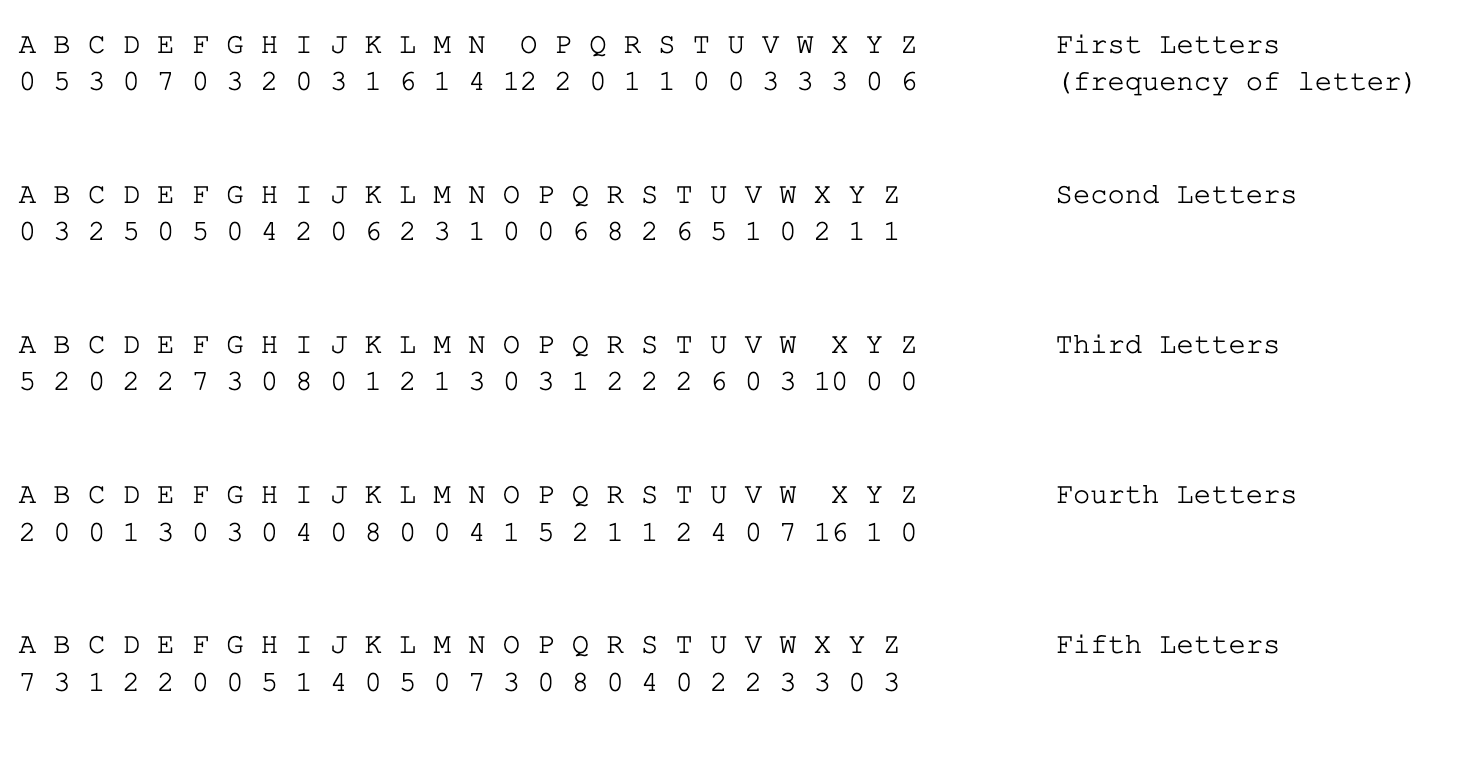 A B C D E F G H I J K L M N O P Q R S T U V W X Y Z First Letters
0 5 3 0 7 0 3 2 0 3 1 6 1 4 12 2 0 1 1 0 0 3 3 3 0 6 (frequency of letter)
A B C D E F G H I J K L M N O P Q R S T U V W X Y Z Second Letters
0 3 2 5 0 5 0 4 2 0 6 2 3 1 0 0 6 8 2 6 5 1 0 2 1 1
A B C D E F G H I J K L M N O P Q R S T U V W X Y Z Third Letters
5 2 0 2 2 7 3 0 8 0 1 2 1 3 0 3 1 2 2 2 6 0 3 10 0 0
A B C D E F G H I J K L M N O P Q R S T U V W X Y Z Fourth Letters
2 0 0 1 3 0 3 0 4 0 8 0 0 4 1 5 2 1 1 2 4 0 7 16 1 0
A B C D E F G H I J K L M N O P Q R S T U V W X Y Z Fifth Letters
7 3 1 2 2 0 0 5 1 4 0 5 0 7 3 0 8 0 4 0 2 2 3 3 0 3